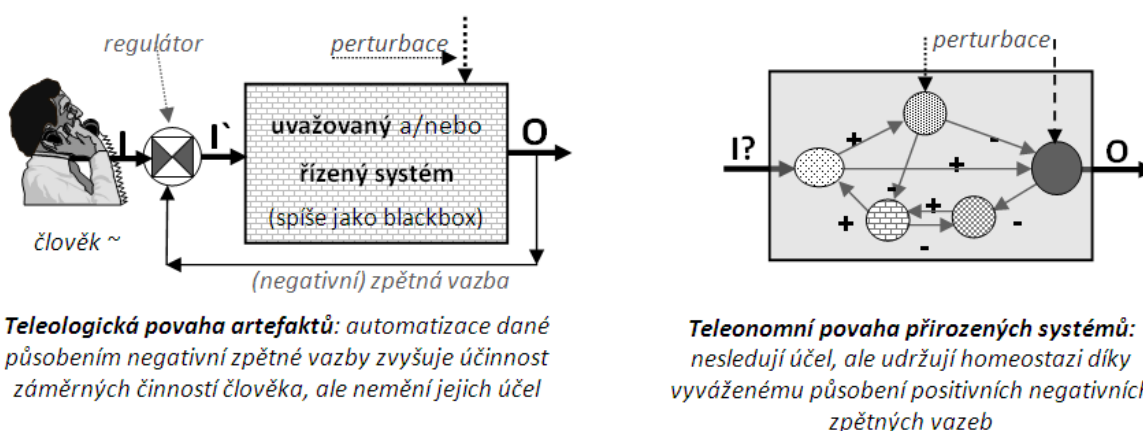 regulátor
perturbace
I
I`
uvažovaný a/nebo
řízený systém
(spíše jako blackbox)
O
člověk ~
(negativní) zpětná vazba
Teleologická povaha artefaktů: automatizace dané
působením negativní zpětné vazby zvyšuje účinnost
záměrných činností člověka, ale nemění jejich účel
perturbace
I?
+
-
+
-
+
+
-
-
O
Teleonomní povaha přirozených systémů:
nesledují účel, ale udržují homeostazi díky
vyváženému působení positivních negativních
zpětných vazeb